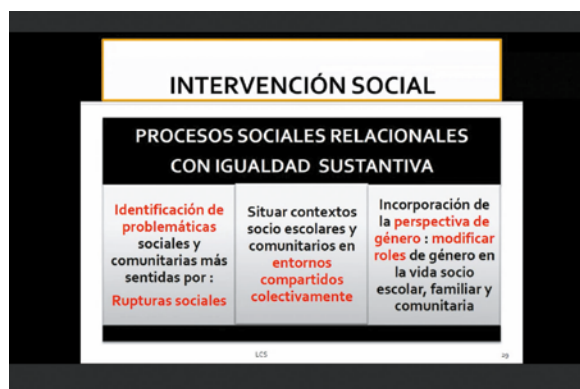 INTERVENCIÓN SOCIAL
PROCESOS SOCIALES RELACIONALES
CON IGUALDAD SUSTANTIVA
Identificación de
problemáticas
sociales y
comunitarias más
sentidas por :
Rupturas sociales
Situar contextos
socio escolares y
comunitarios en
entornos
compartidos
colectivamente
Incorporación de
la perspectiva de
género : modificar
roles de género en
la vida socio
escolar, familiar y
comunitaria
LCS
29